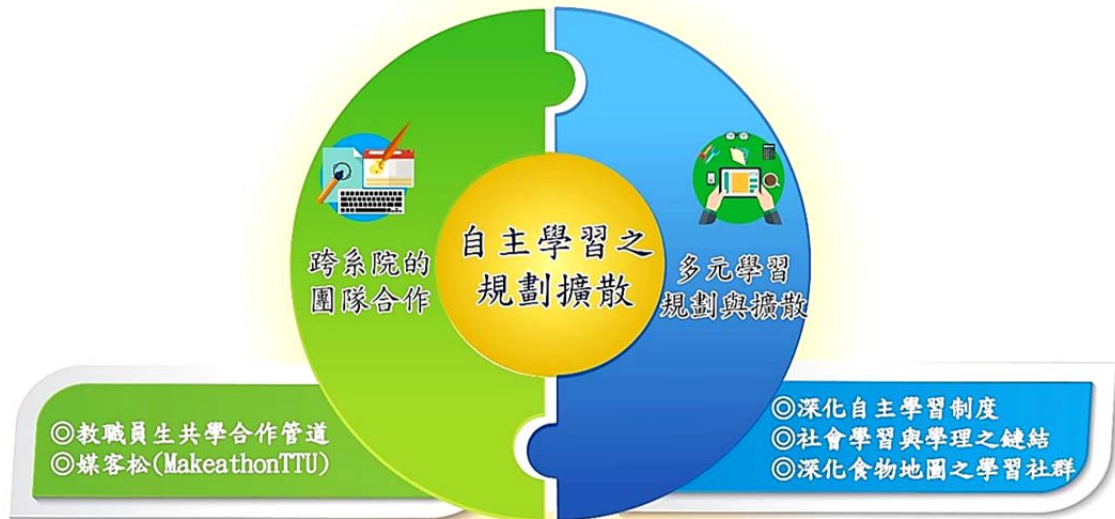 自主學習之
規劃擴散
跨系院的
團隊合作
多元學習
規劃與擴散
◎教職員生共學合作管道
◎媒客松(MakeathonTTU)
◎深化自主學習制度
◎社會學習與學理之鏈結
◎深化食物地圖之學習社群